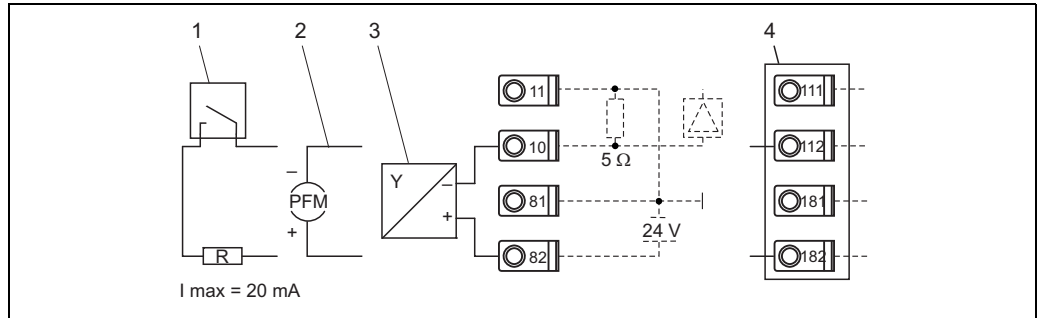 1 2 3 4
11 111
10 112
5 Ω
Y
–
+
–
PFM
+
81 181
24 V
82 182
R
I max = 20 mA